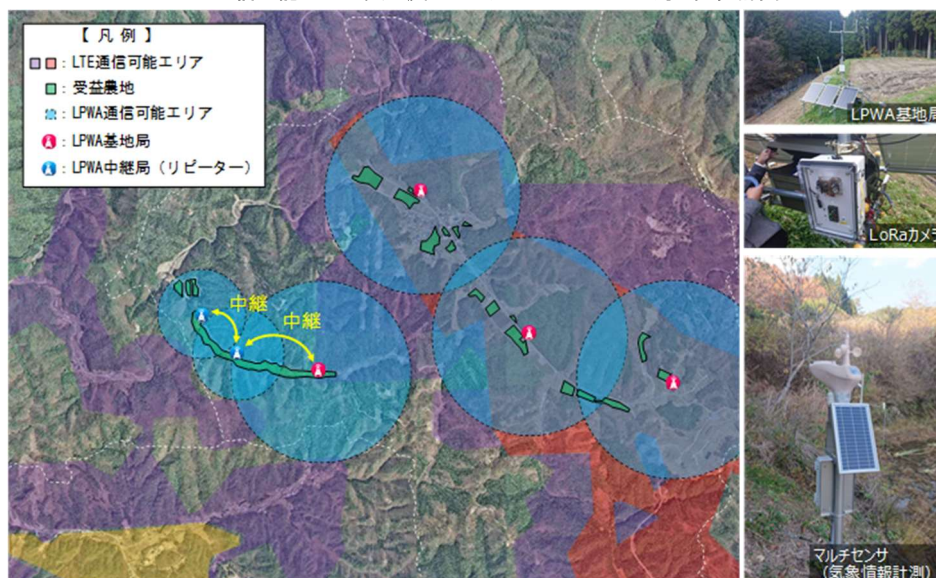 【 凡 例 】
: LTE通信可能エリア
: 受益農地
: LPWA通信可能エリア
: LPWA基地局
: LPWA中継局（リピーター）
中継
中継
LPWA基地局
LoRaカメラ
マルチセンサ
（気象情報計測）